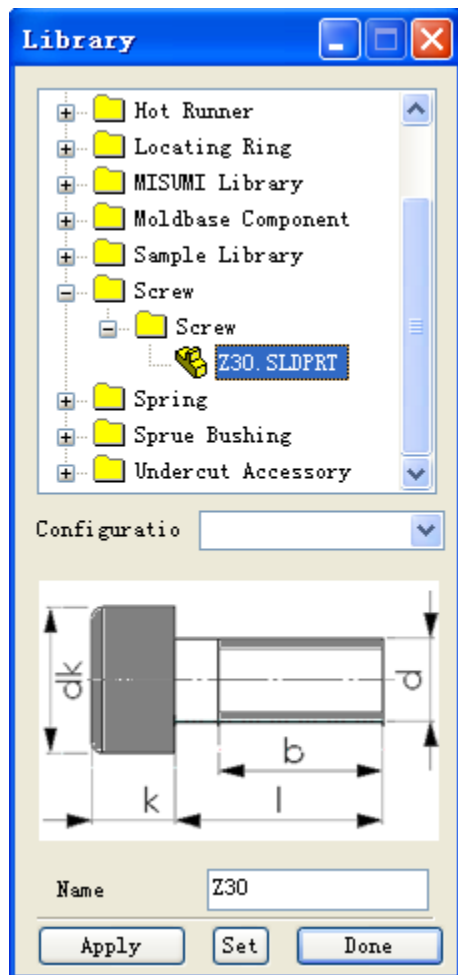 Library
Hot Runner
Locating Ring
MISUMI Library
Moldbase Component
Sample Library
Screw
Screw
Z30.SLDPRT
Spring
Sprue Bushing
Undercut Accessory
Configuratio
dk
d
b
k l
Name Z30
Apply Set Done